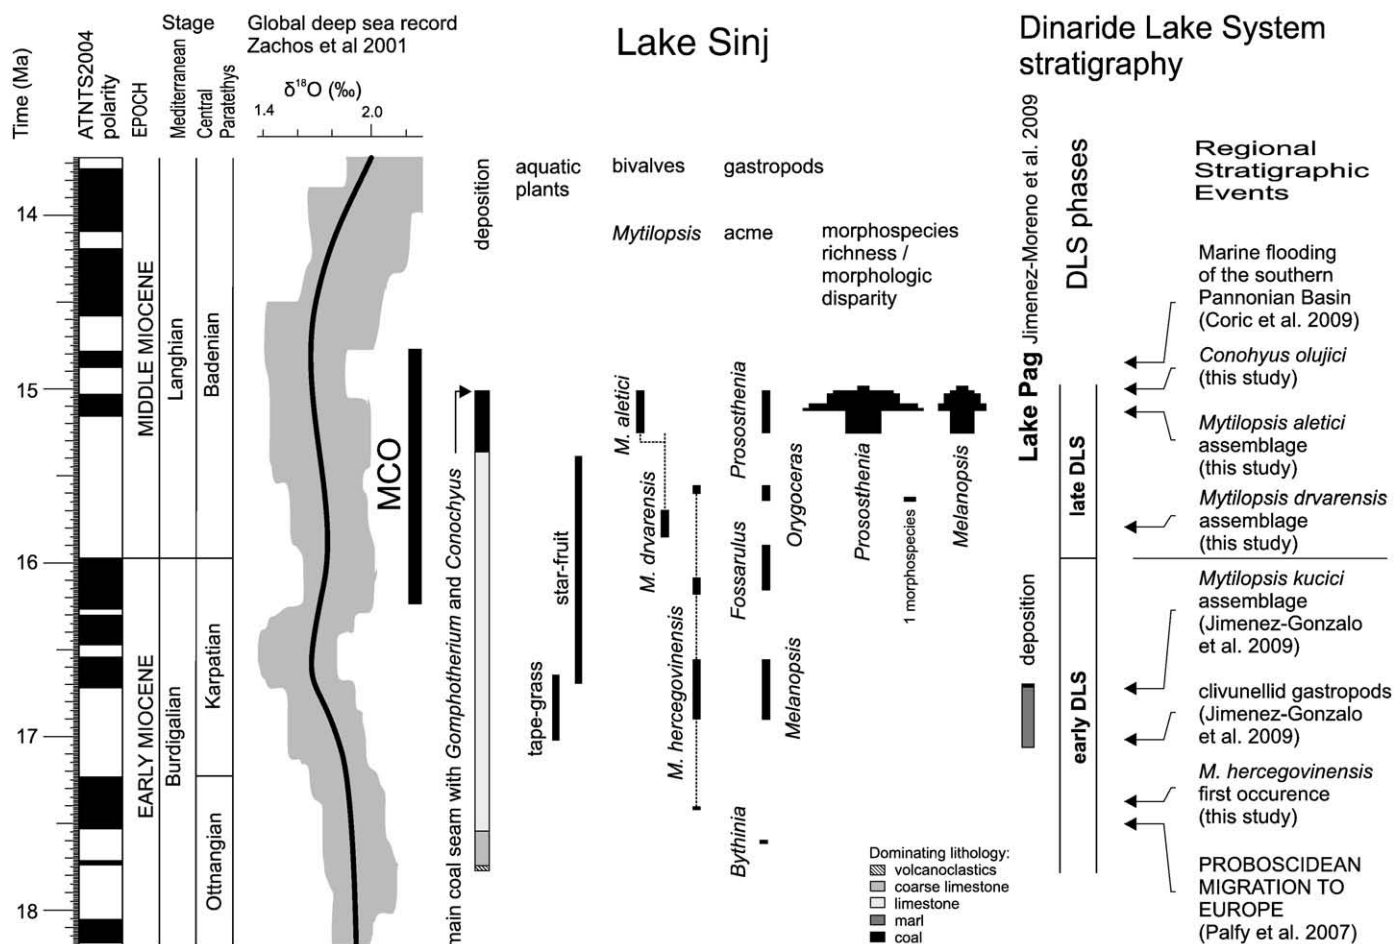 Time (Ma)
ATNTS2004
polarity
EPOCH
Stage
Mediterranean
Central
Paratethys
Global deep sea record
Zachos et al 2001
δ18O (‰)
1.4
2.0
Lake Sinj
Dinaride Lake System
stratigraphy
deposition
aquatic
plants
bivalves
gastropods
Mytilopsis
acme
morphospecies
richness /
morphologic
disparity
Lake Pag Jimenez-Moreno et al. 2009
DLS phases
Regional
Stratigraphic
Events
14
15
16
17
18
MIDDLE MIOCENE
EARLY MIOCENE
Langhian
Burdigalian
Badenian
Karpatian
Ottnangian
MCO
main coal seam with Gomphotherium and Conochyus
tape-grass
star-fruit
M. aletici
M. drvarensis
M. hercegovinensis
Prososthenia
Fossarulus
Bythinia
Orygoceras
Melanopsis
Prososthenia
1 morphospecies
Melanopsis
deposition
late DLS
early DLS
Marine flooding
of the southern
Pannonian Basin
(Coric et al. 2009)
Conohyus olujici
(this study)
Mytilopsis aletici
assemblage
(this study)
Mytilopsis drvarensis
assemblage
(this study)
Mytilopsis kucici
assemblage
(Jimenez-Gonzalo
et al. 2009)
clivunellid gastropods
(Jimenez-Gonzalo
et al. 2009)
M. hercegovinensis
first occurence
(this study)
PROBOSCIDEAN
MIGRATION TO
EUROPE
(Palfy et al. 2007)
Dominating lithology:
volcanoclastics
coarse limestone
limestone
marl
coal